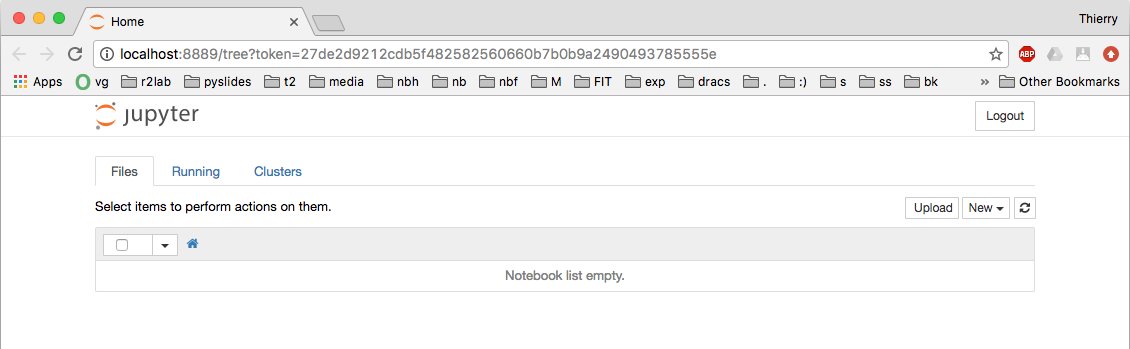 Home
Thierry
localhost:8889/tree?token=27de2d9212cdb5f482582560660b7b0b9a2490493785555e
ABP
Apps vg r2lab pyslides t2 media nbh nb nbf M FIT exp dracs . :) s ss bk » Other Bookmarks
jupyter
Logout
Files Running Clusters
Select items to perform actions on them.
Upload New
Notebook list empty.